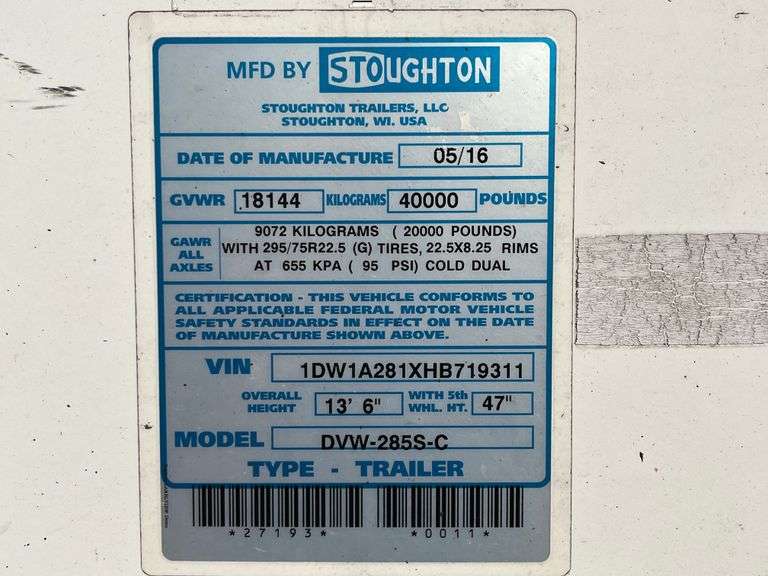 MFD BY STOUGHTON
STOUGHTON TRAILERS, LLC
STOUGHTON, WI. USA
DATE OF MANUFACTURE 05/16
GVWR 18144 KILOGRAMS 40000 POUNDS
GAWR ALL AXLES
9072 KILOGRAMS ( 20000 POUNDS)
WITH 295/75R22.5 (G) TIRES, 22.5X8.25 RIMS
AT 655 KPA ( 95 PSI) COLD DUAL
CERTIFICATION - THIS VEHICLE CONFORMS TO
ALL APPLICABLE FEDERAL MOTOR VEHICLE
SAFETY STANDARDS IN EFFECT ON THE DATE
OF MANUFACTURE SHOWN ABOVE.
VIN 1DW1A281XHB719311
OVERALL HEIGHT 13' 6" WITH 5th WHL. HT. 47"
MODEL DVW-285S-C
TYPE - TRAILER
*27193* *0011*